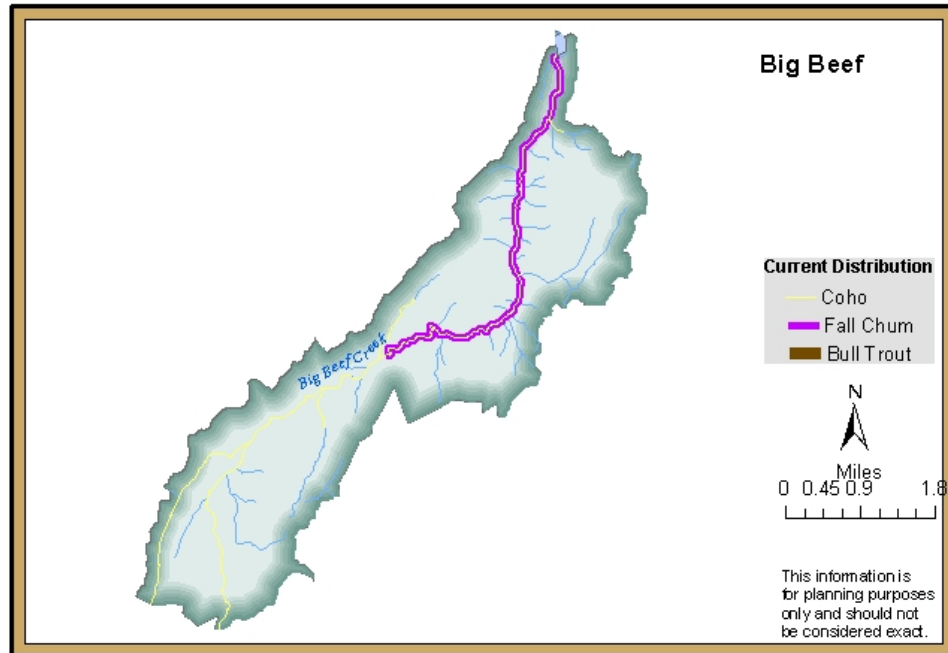 Big Beef
Big Beef Creek
Current Distribution
Coho
Fall Chum
Bull Trout
N
Miles
0 0.45 0.9 1.8
This information is
for planning purposes
only and should not
be considered exact.